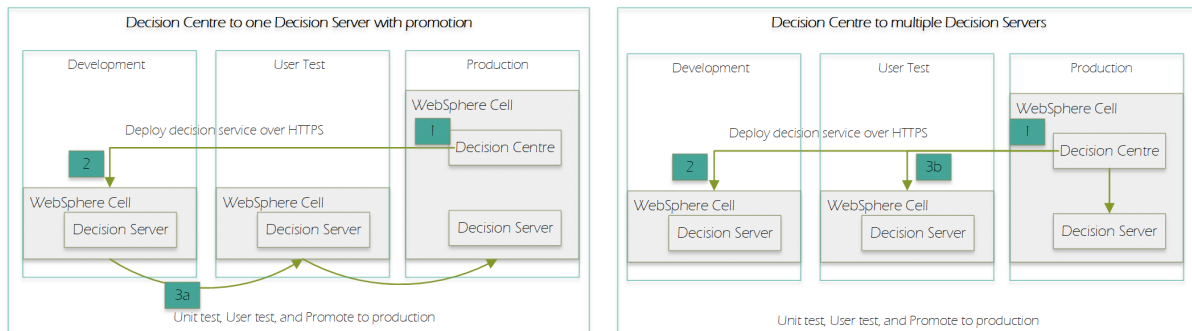 Decision Centre to one Decision Server with promotion
Development
User Test
Production
WebSphere Cell
1
Deploy decision service over HTTPS
Decision Centre
2
WebSphere Cell
WebSphere Cell
Decision Server
Decision Server
Decision Server
3a
Unit test, User test, and Promote to production
Decision Centre to multiple Decision Servers
Development
User Test
Production
WebSphere Cell
1
Deploy decision service over HTTPS
Decision Centre
2
3b
WebSphere Cell
WebSphere Cell
Decision Server
Decision Server
Decision Server
Unit test, User test, and Promote to production